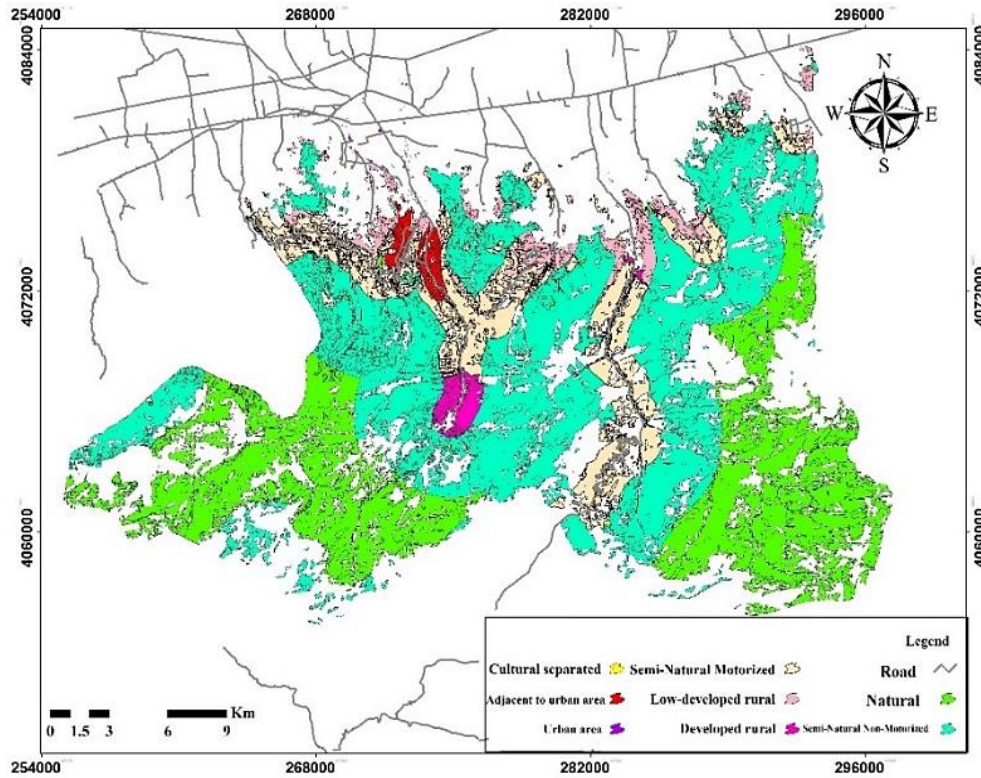 254000 268000 282000 296000
4084000 4084000
N
W E
S
4072000 4072000
4060000 4060000
Legend
Cultural separated Semi-Natural Motorized Road
Adjacent to urban area Low-developed rural Natural
Urban area Developed rural Semi-Natural Non-Motorized
Km
0 1.5 3 6 9
254000 268000 282000 296000